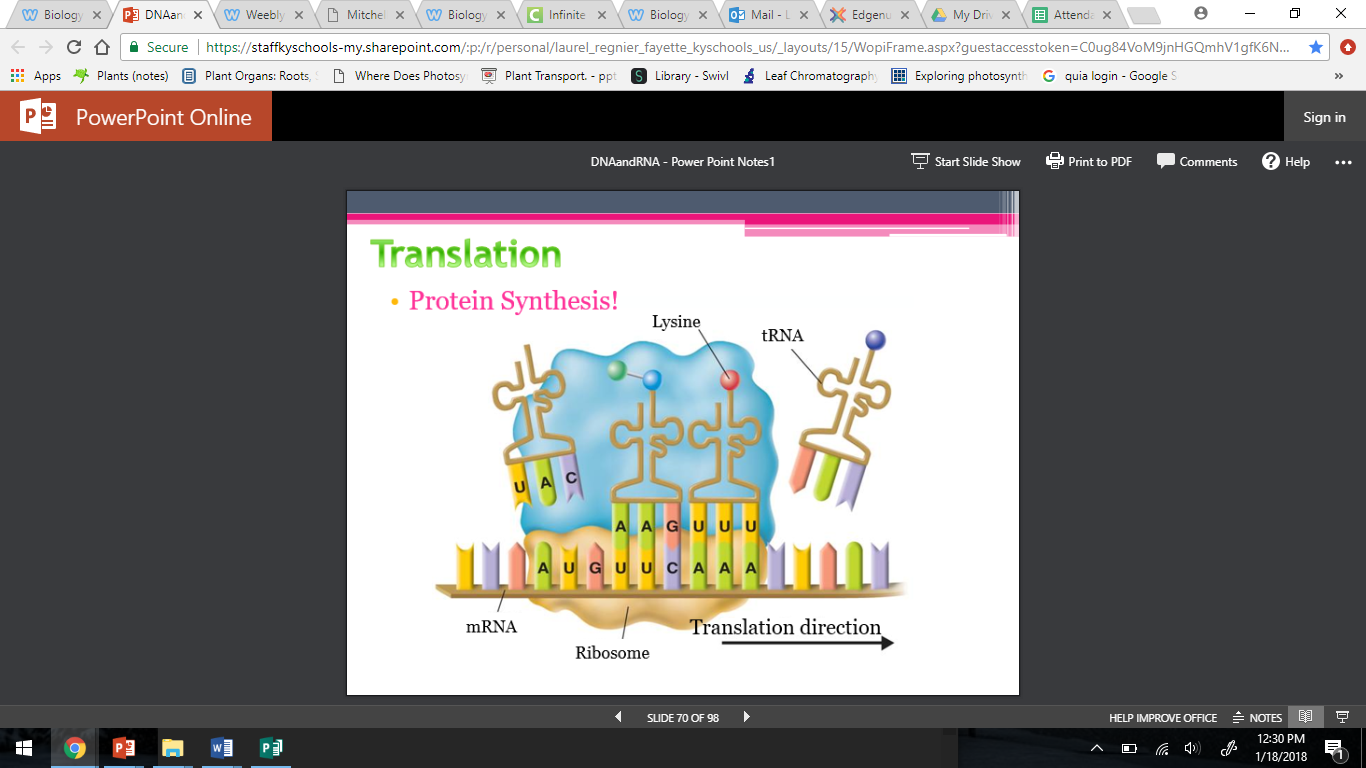 Biology DNAan Weekly Mitchel Biology Infinite Biology Mail - L Edgenu My Driv Attenda
Secure https://staffkyschools-my.sharepoint.com/:p:/r/personal/laurel_regnier_fayette_kyschools_us/_layouts/15/WopiFrame.aspx?guestaccesstoken=C0ug84VoM9jnHGQmhV1gfK6N...
Apps Plants (notes) Plant Organs: Roots, Where Does Photosy Plant Transport. - ppt Library - Swivl Leaf Chromatography Exploring photosynth quia login - Google S »
PowerPoint Online Sign in
DNAandRNA - Power Point Notes1 Start Slide Show Print to PDF Comments Help ...
Translation
• Protein Synthesis!
Lysine
tRNA
U A C
A A G U U U
A U G U U C A A A
mRNA
Translation direction
Ribosome
SLIDE 70 OF 98 HELP IMPROVE OFFICE NOTES
12:30 PM
1/18/2018
1